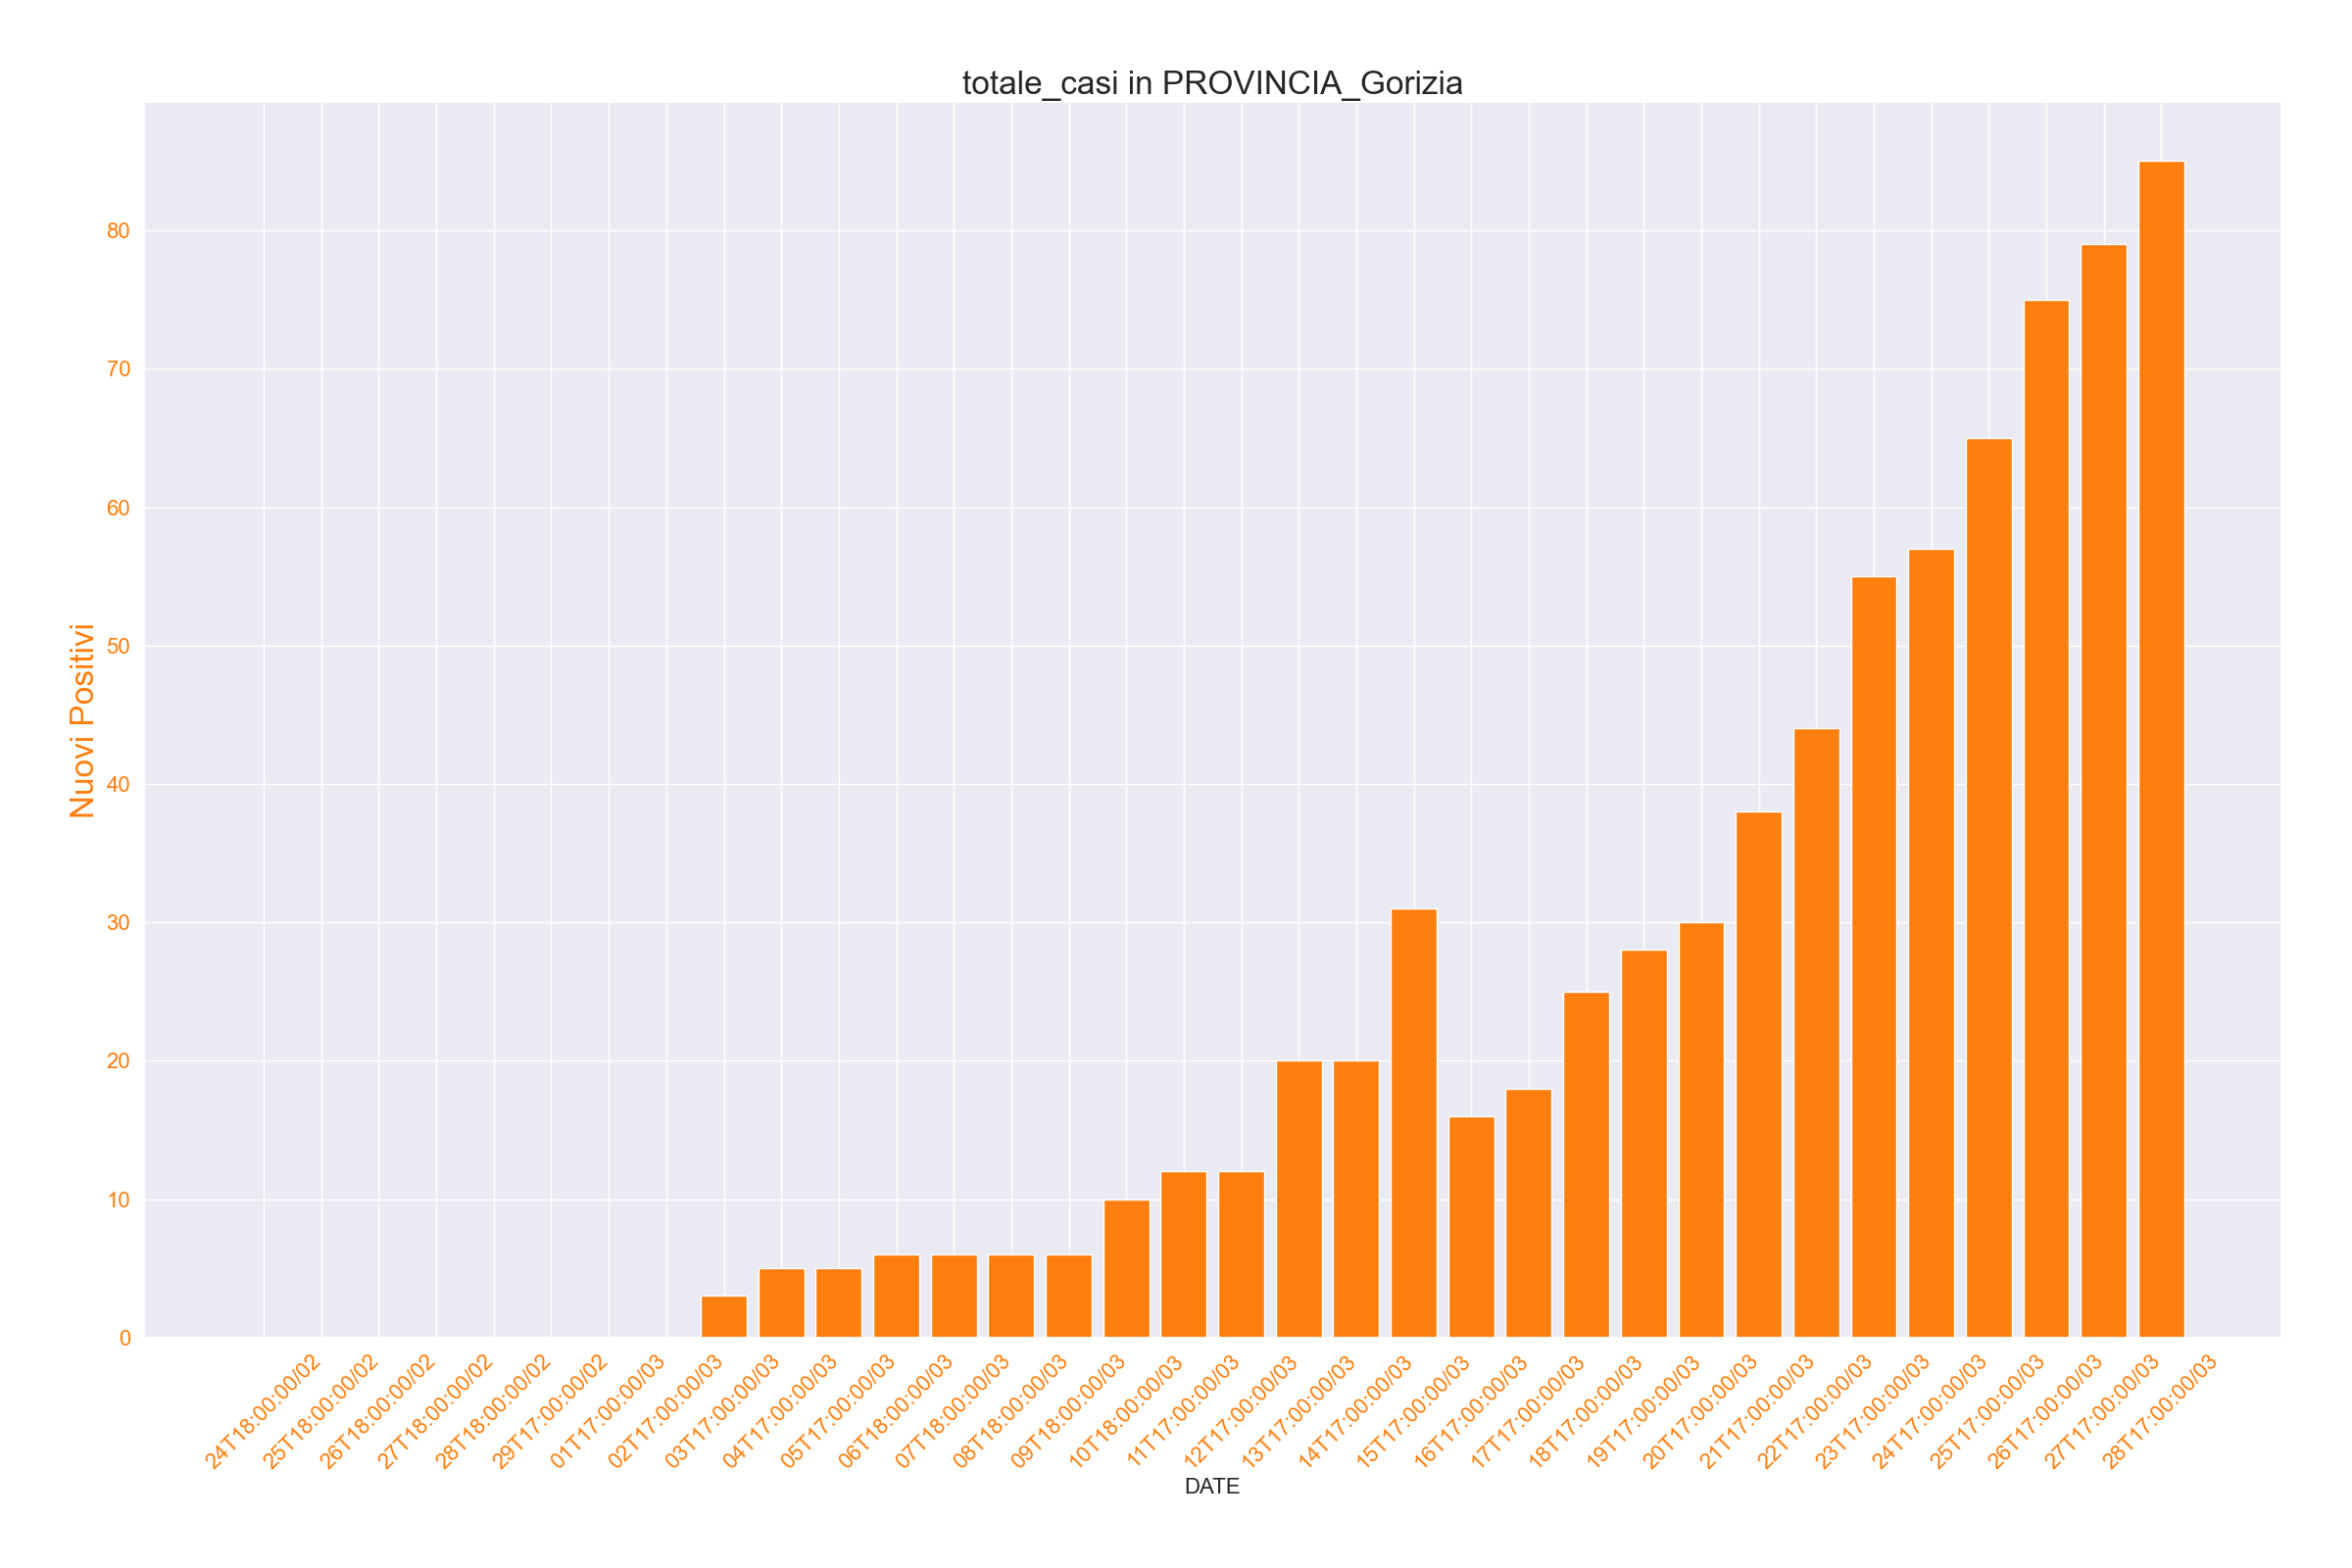 totale_casi in PROVINCIA_Gorizia
Nuovi Positivi
80
70
60
50
40
30
20
10
0
24T18:00:00/02
25T18:00:00/02
26T18:00:00/02
27T18:00:00/02
28T18:00:00/02
29T17:00:00/02
01T17:00:00/03
02T17:00:00/03
03T17:00:00/03
04T17:00:00/03
05T17:00:00/03
06T18:00:00/03
07T18:00:00/03
08T18:00:00/03
09T18:00:00/03
10T18:00:00/03
11T17:00:00/03
12T17:00:00/03
13T17:00:00/03
14T17:00:00/03
15T17:00:00/03
16T17:00:00/03
17T17:00:00/03
18T17:00:00/03
19T17:00:00/03
20T17:00:00/03
21T17:00:00/03
22T17:00:00/03
23T17:00:00/03
24T17:00:00/03
25T17:00:00/03
26T17:00:00/03
27T17:00:00/03
28T17:00:00/03
DATE